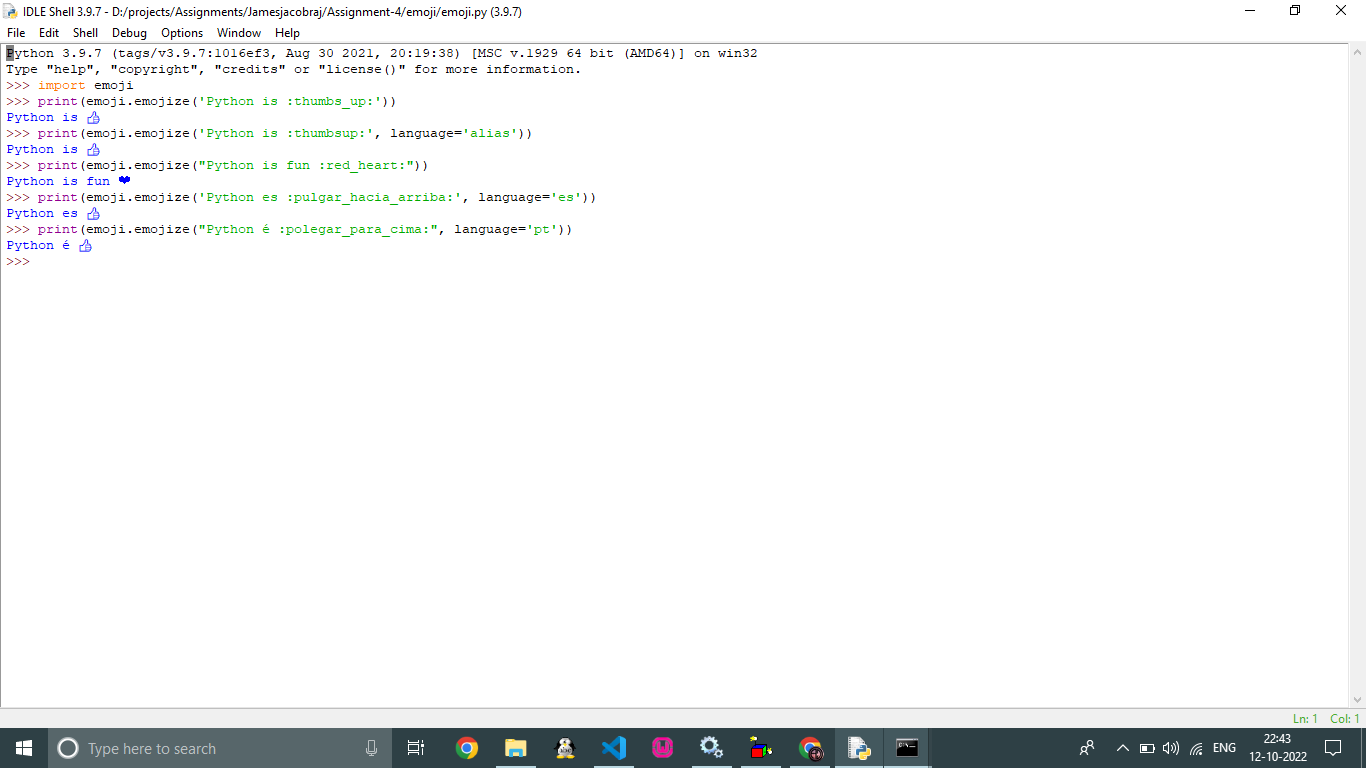 IDLE Shell 3.9.7 - D:/projects/Assignments/Jamesjacobraj/Assignment-4/emoji/emoji.py (3.9.7)
File Edit Shell Debug Options Window Help
Python 3.9.7 (tags/v3.9.7:1016ef3, Aug 30 2021, 20:19:38) [MSC v.1929 64 bit (AMD64)] on win32
Type "help", "copyright", "credits" or "license()" for more information.
>>> import emoji
>>> print(emoji.emojize('Python is :thumbs_up:'))
Python is 👍
>>> print(emoji.emojize('Python is :thumbsup:', language='alias'))
Python is 👍
>>> print(emoji.emojize("Python is fun :red_heart:"))
Python is fun ❤
>>> print(emoji.emojize('Python es :pulgar_hacia_arriba:', language='es'))
Python es 👍
>>> print(emoji.emojize("Python é :polegar_para_cima:", language='pt'))
Python é 👍
>>>
Ln: 1 Col: 1
Type here to search
ENG
22:43
12-10-2022